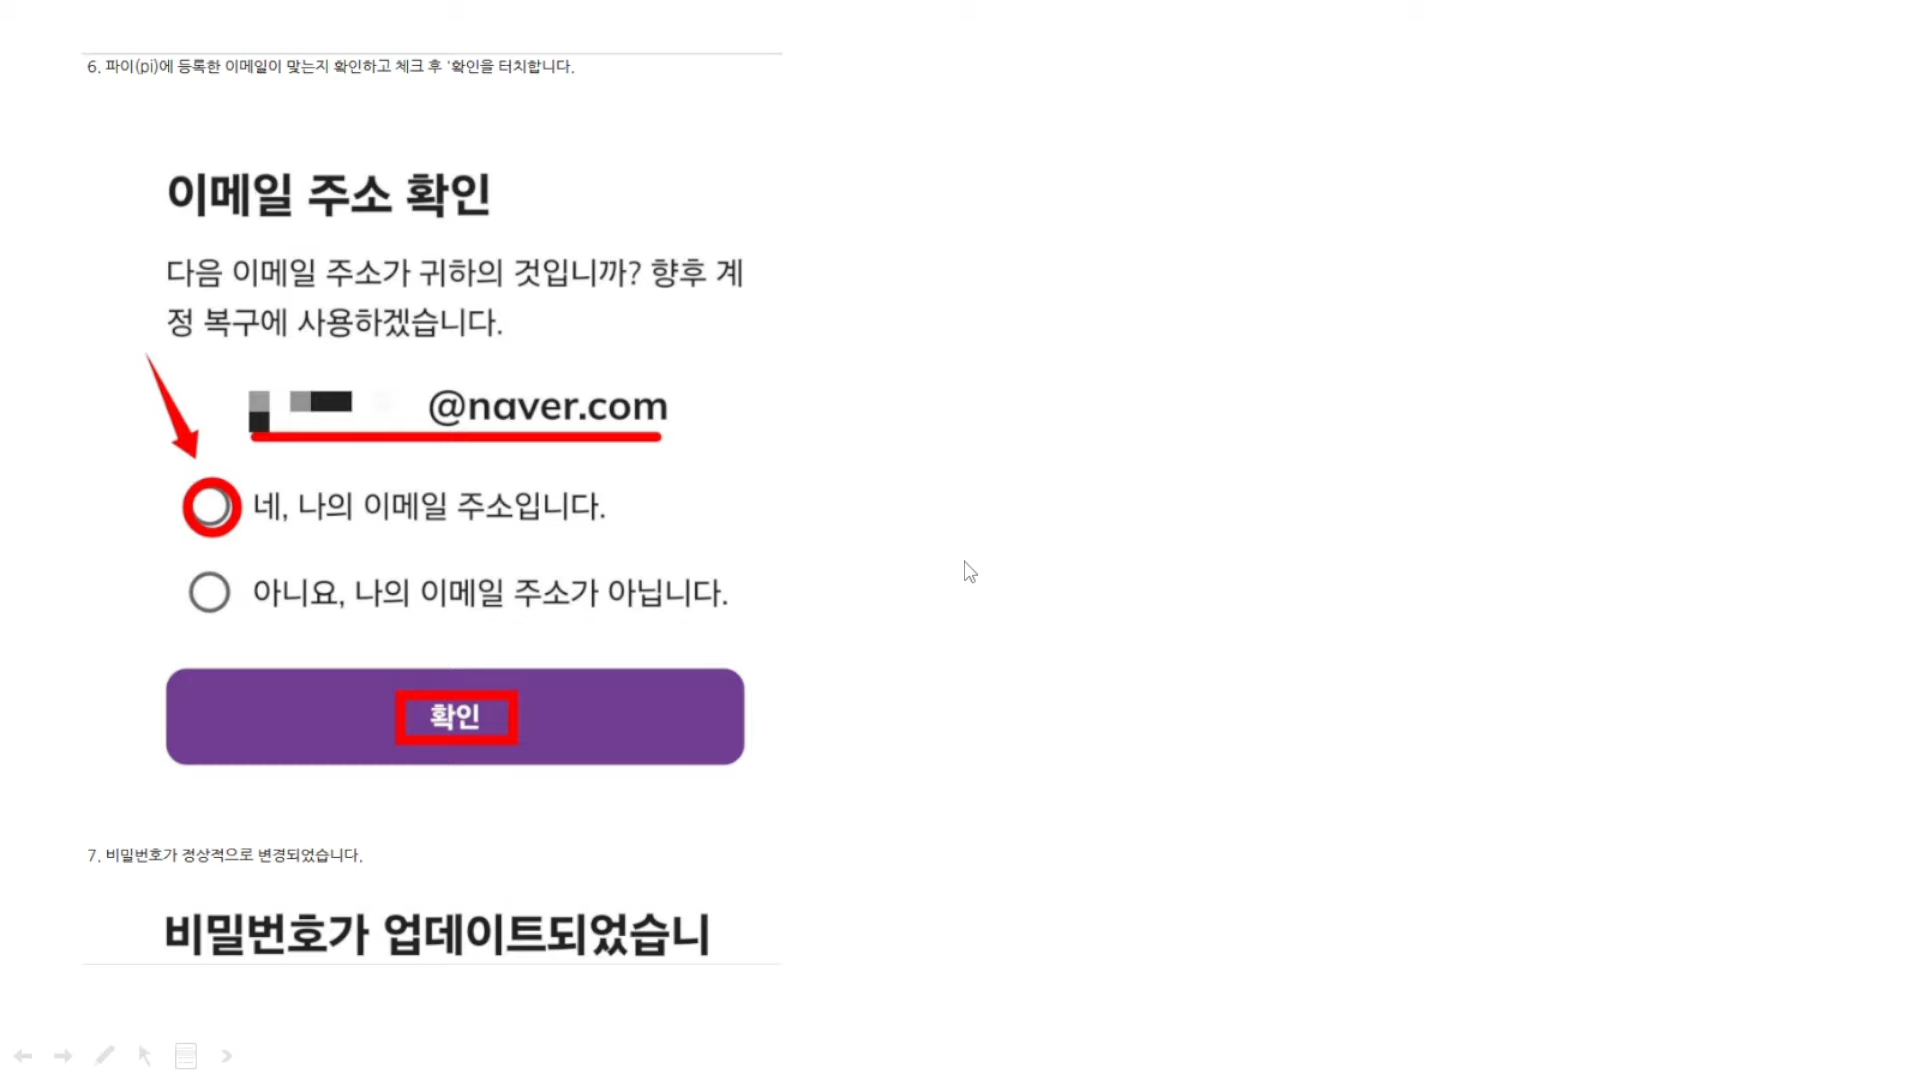 6. 파이(pi)에 등록한 이메일이 맞는지 확인하고 체크 후 '확인을 터치합니다.
이메일 주소 확인
다음 이메일 주소가 귀하의 것입니까? 향후 계
정 복구에 사용하겠습니다.
@naver.com
네, 나의 이메일 주소입니다.
아니요, 나의 이메일 주소가 아닙니다.
확인
7. 비밀번호가 정상적으로 변경되었습니다.
비밀번호가 업데이트되었습니